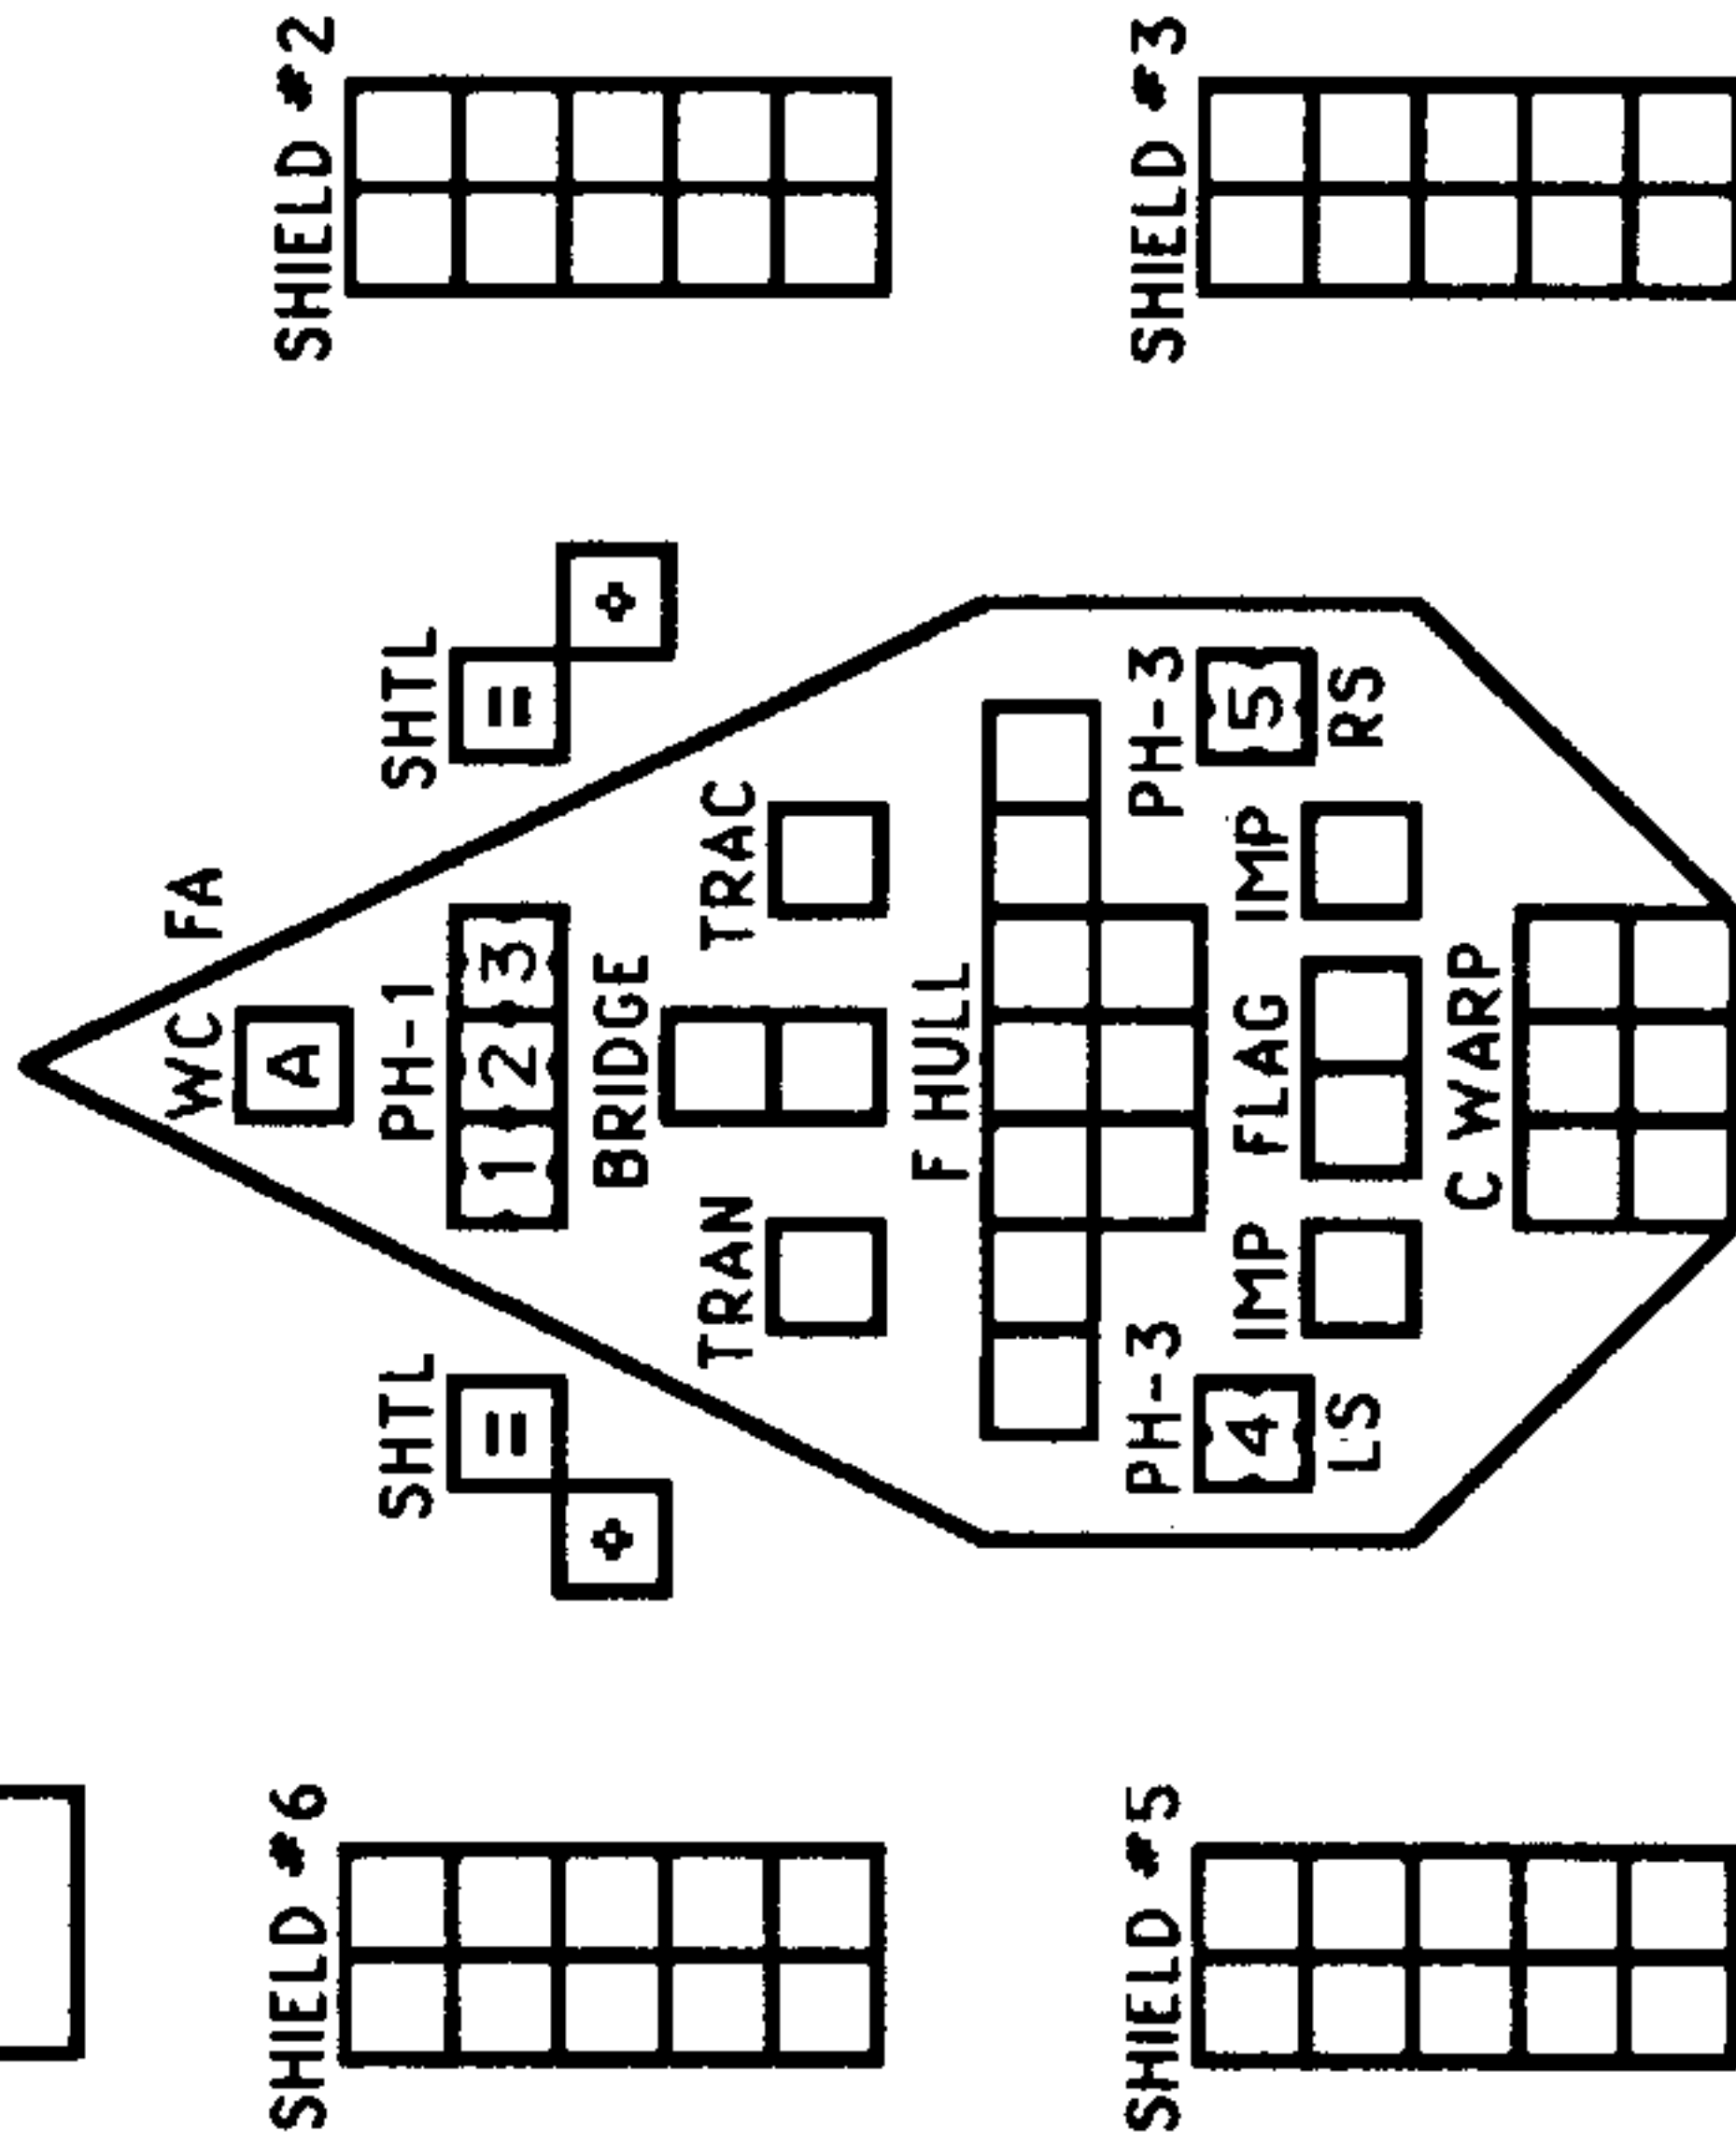 SHIELD #2
SHIELD #3
SHTL
=
+
SHTL
=
+
WC
FA
A
PH-1
1 2 3
BRIDGE
TRAN
TRAC
F HULL
PH-3
4
LS
PH-3
5
RS
IMP
FLAG
IMP
C WARP
SHIELD #6
SHIELD #5